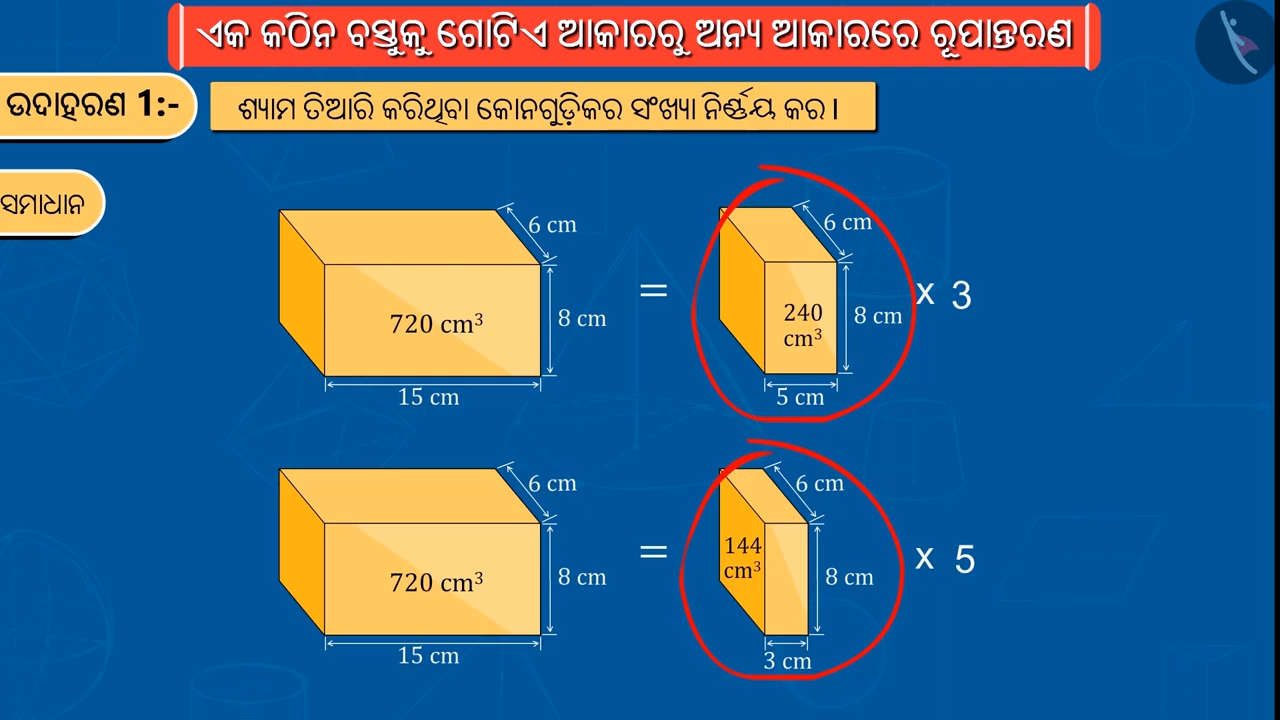 ଏକ କଠିନ ବସ୍ତୁକୁ ଗୋଟିଏ ଆକାରରୁ ଅନ୍ୟ ଆକାରରେ ରୂପାନ୍ତରଣ
ଉଦାହରଣ 1:-
ଶ୍ୟାମ ତିଆରି କରିଥିବା କୋନଗୁଡ଼ିକର ସଂଖ୍ୟା ନିର୍ଣ୍ଣୟ କର ।
ସମାଧାନ
6 cm
720 cm³
8 cm
15 cm
=
6 cm
240
cm³
8 cm
5 cm
x 3
6 cm
720 cm³
8 cm
15 cm
=
6 cm
144
cm³
8 cm
3 cm
x 5